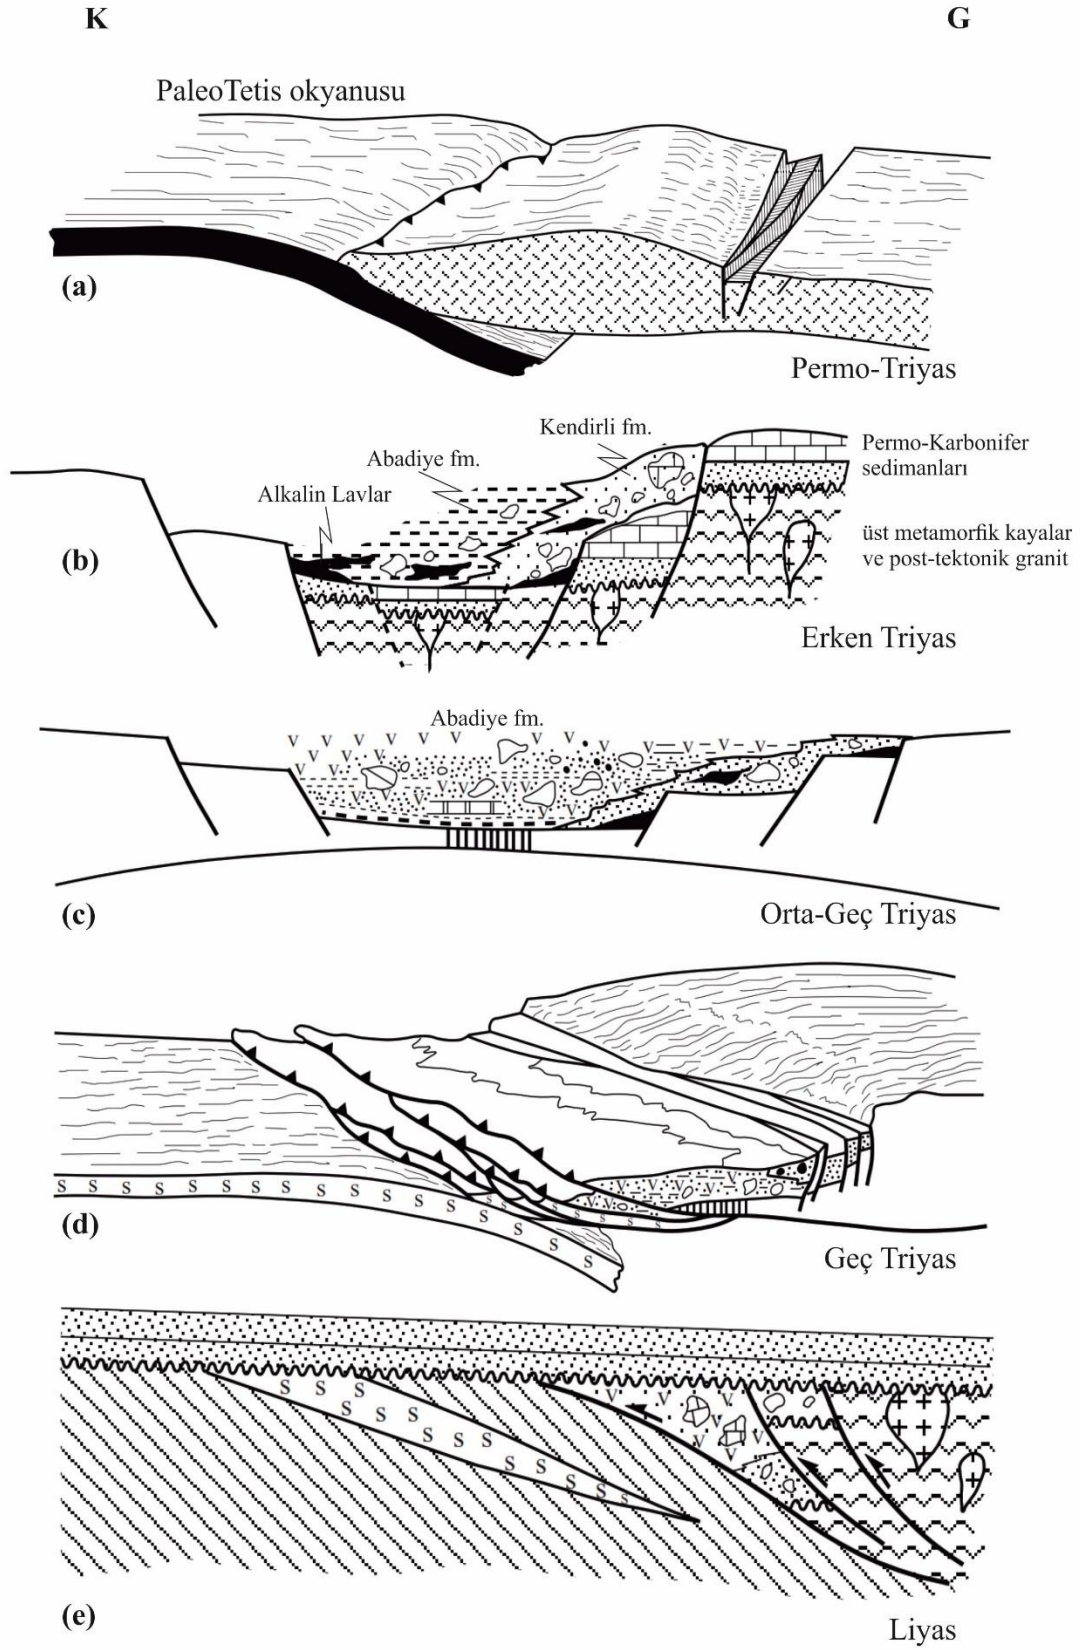 K
G
PaleoTetis okyanusu
(a)
Permo-Triyas
Kendirli fm.
Abadiye fm.
Alkalin Lavlar
Permo-Karbonifer
sedimanları
üst metamorfik kayalar
ve post-tektonik granit
(b)
Erken Triyas
Abadiye fm.
(c)
Orta-Geç Triyas
(d)
Geç Triyas
(e)
Liyas